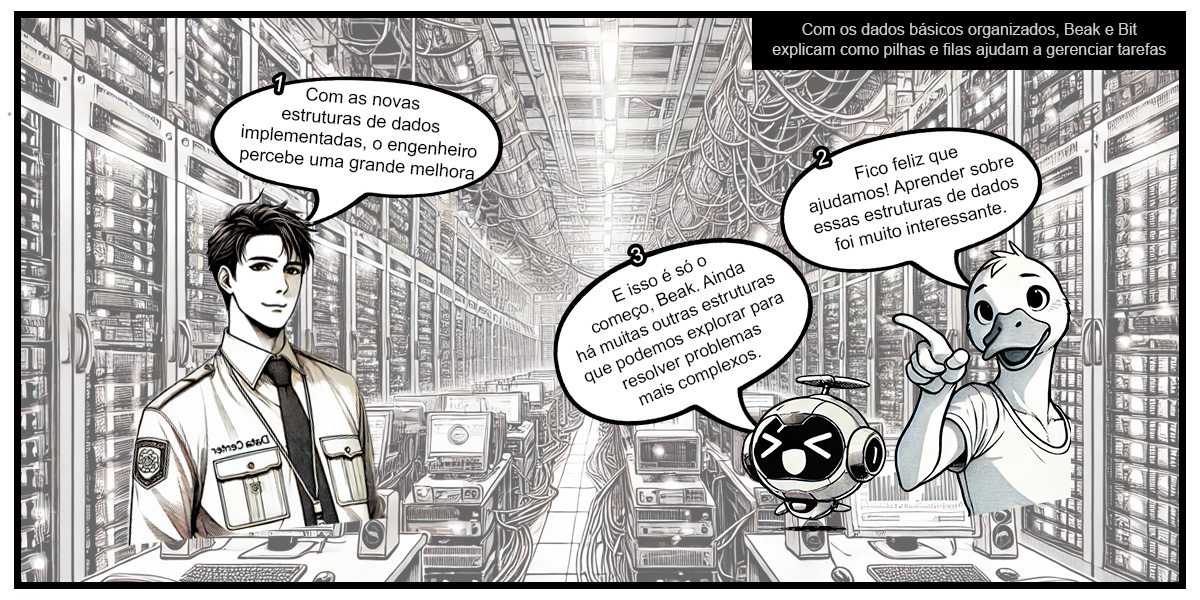 Com os dados básicos organizados, Beak e Bit
explicam como pilhas e filas ajudam a gerenciar tarefas
1
Com as novas
estruturas de dados
implementadas, o engenheiro
percebe uma grande melhora
2
Fico feliz que
ajudamos! Aprender sobre
essas estruturas de dados
foi muito interessante.
3
E isso é só o
começo, Beak. Ainda
há muitas outras estruturas
que podemos explorar para
resolver problemas
mais complexos.
Data Center